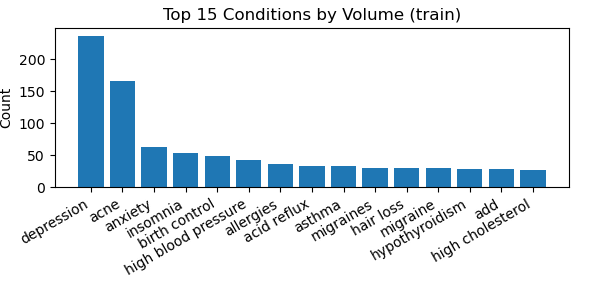 Top 15 Conditions by Volume (train)
Count
200
150
100
50
0
depression
acne
anxiety
insomnia
birth control
high blood pressure
allergies
acid reflux
asthma
migraines
hair loss
migraine
hypothyroidism
add
high cholesterol